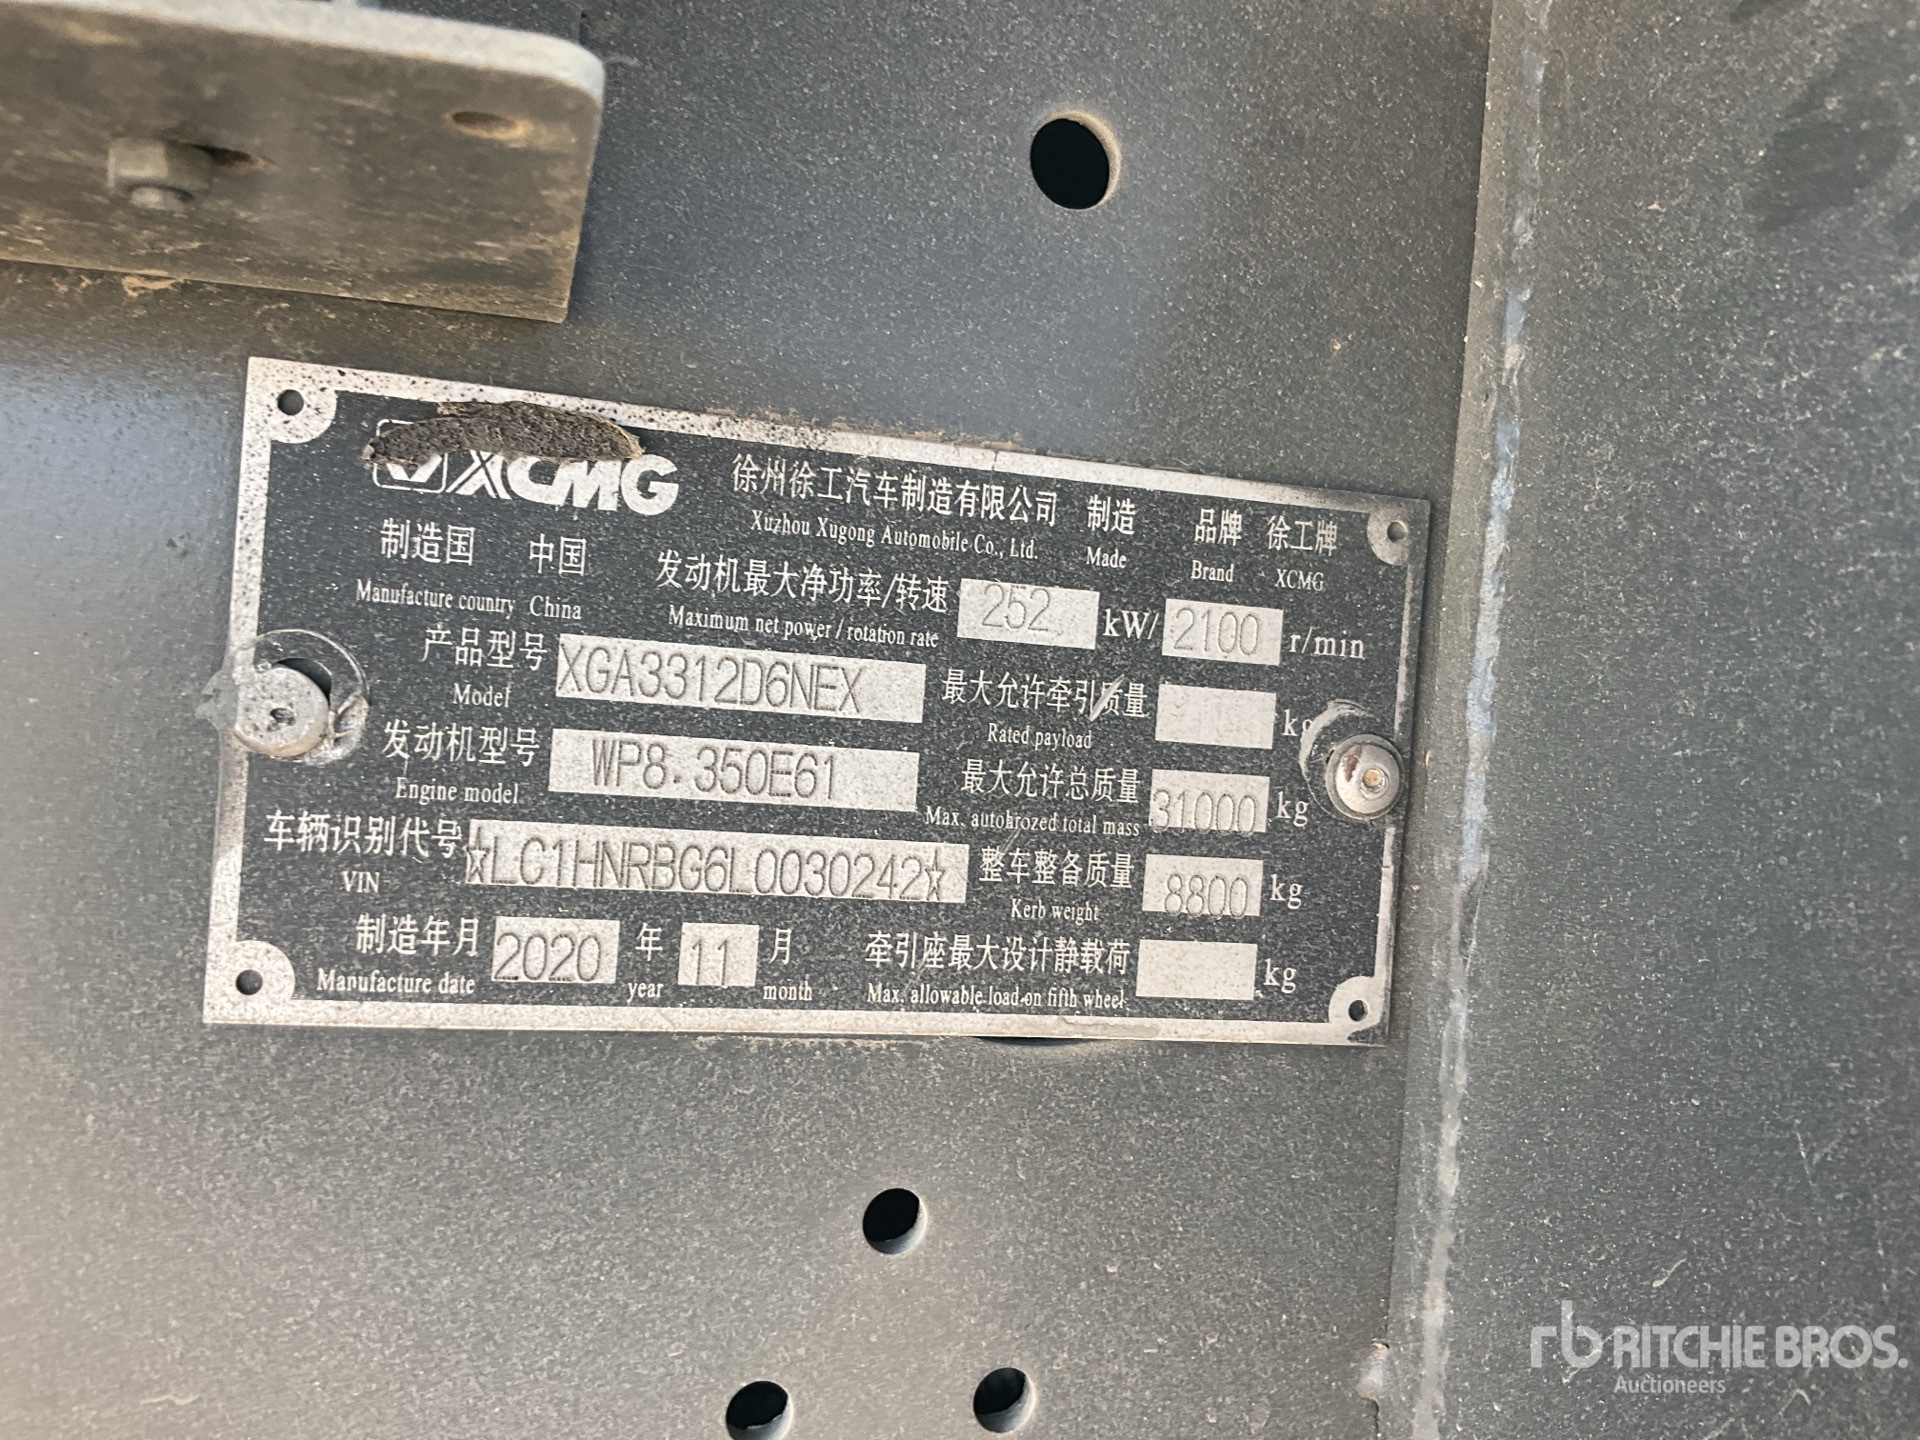 XCMG 徐州徐工汽车制造有限公司 制造 品牌 徐工牌
Xuzhou Xugong Automobile Co., Ltd. Made Brand XCMG
制造国 中国 发动机最大净功率/转速 252 kW/ 2100 r/min
Manufacture country China Maximum net power / rotation rate
产品型号 XGA3312D6NEX 最大允许牵引质量 kg
Model Rated payload
发动机型号 WP8.350E61 最大允许总质量 31000 kg
Engine model Max. autohrozed total mass
车辆识别代号 ☆LC1HNRBG6L0030242☆ 整车整备质量 8800 kg
VIN Kerb weight
制造年月 2020 年 11 月 牵引座最大设计静载荷 kg
Manufacture date year month Max. allowable load on fifth wheel
rb RITCHIE BROS.
Auctioneers